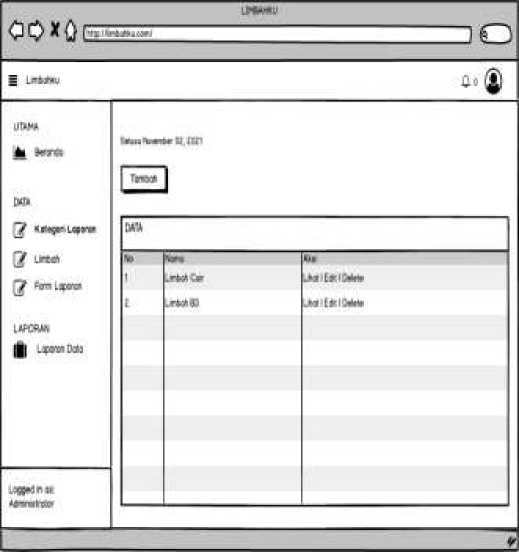 LIMBAHKU
http://limbahku.com/
Limbahku
0
UTAMA
Beranda
DATA
Kategori Laporan
Limbah
Form Laporan
LAPORAN
Laporan Data
Logged in as:
Administrator
Selasa November 02, 2021
Tambah
DATA
No Nama Aksi
1 Limbah Cair Lihat | Edit | Delete
2. Limbah B3 Lihat | Edit | Delete